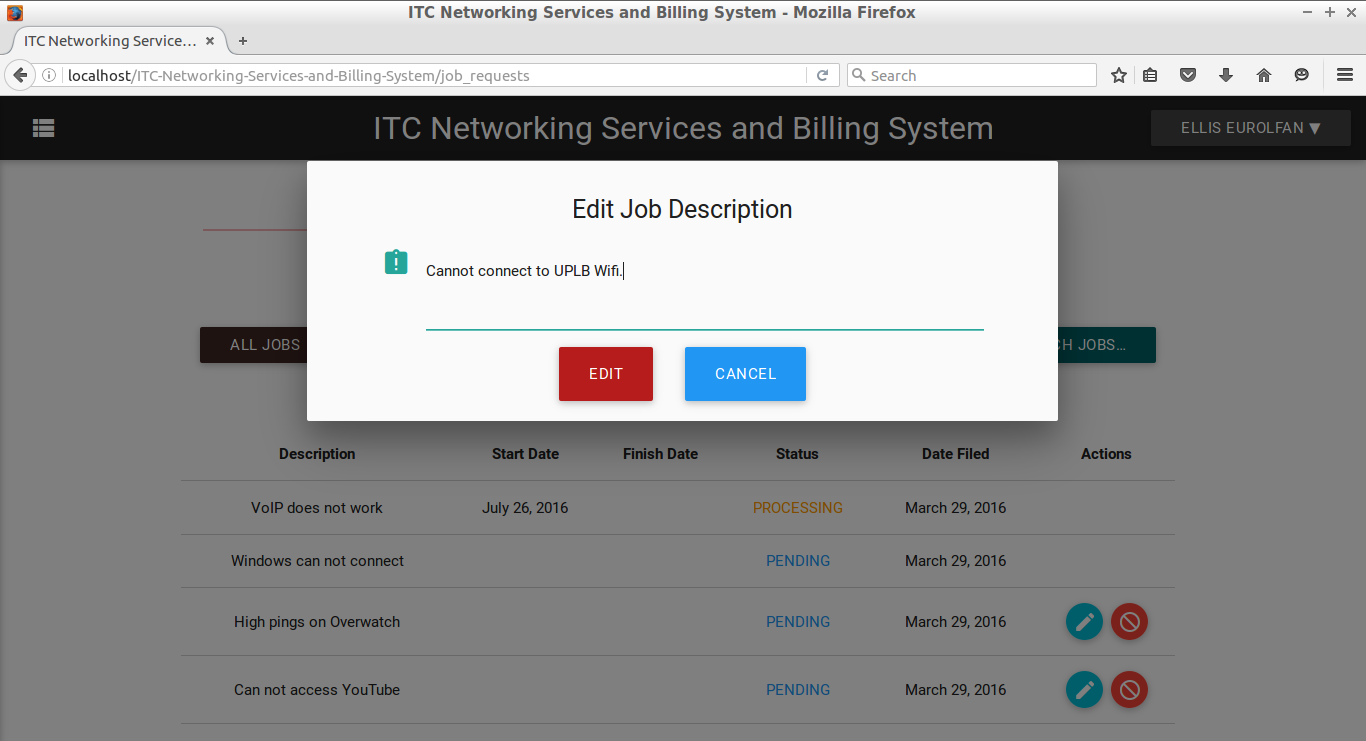 ITC Networking Services and Billing System - Mozilla Firefox
ITC Networking Service...
localhost/ITC-Networking-Services-and-Billing-System/job_requests
Search
ITC Networking Services and Billing System
ELLIS EUROLFAN ▼
Edit Job Description
Cannot connect to UPLB Wifi.
ALL JOBS
CH JOBS...
EDIT
CANCEL
Description Start Date Finish Date Status Date Filed Actions
VoIP does not work July 26, 2016 PROCESSING March 29, 2016
Windows can not connect PENDING March 29, 2016
High pings on Overwatch PENDING March 29, 2016
Can not access YouTube PENDING March 29, 2016